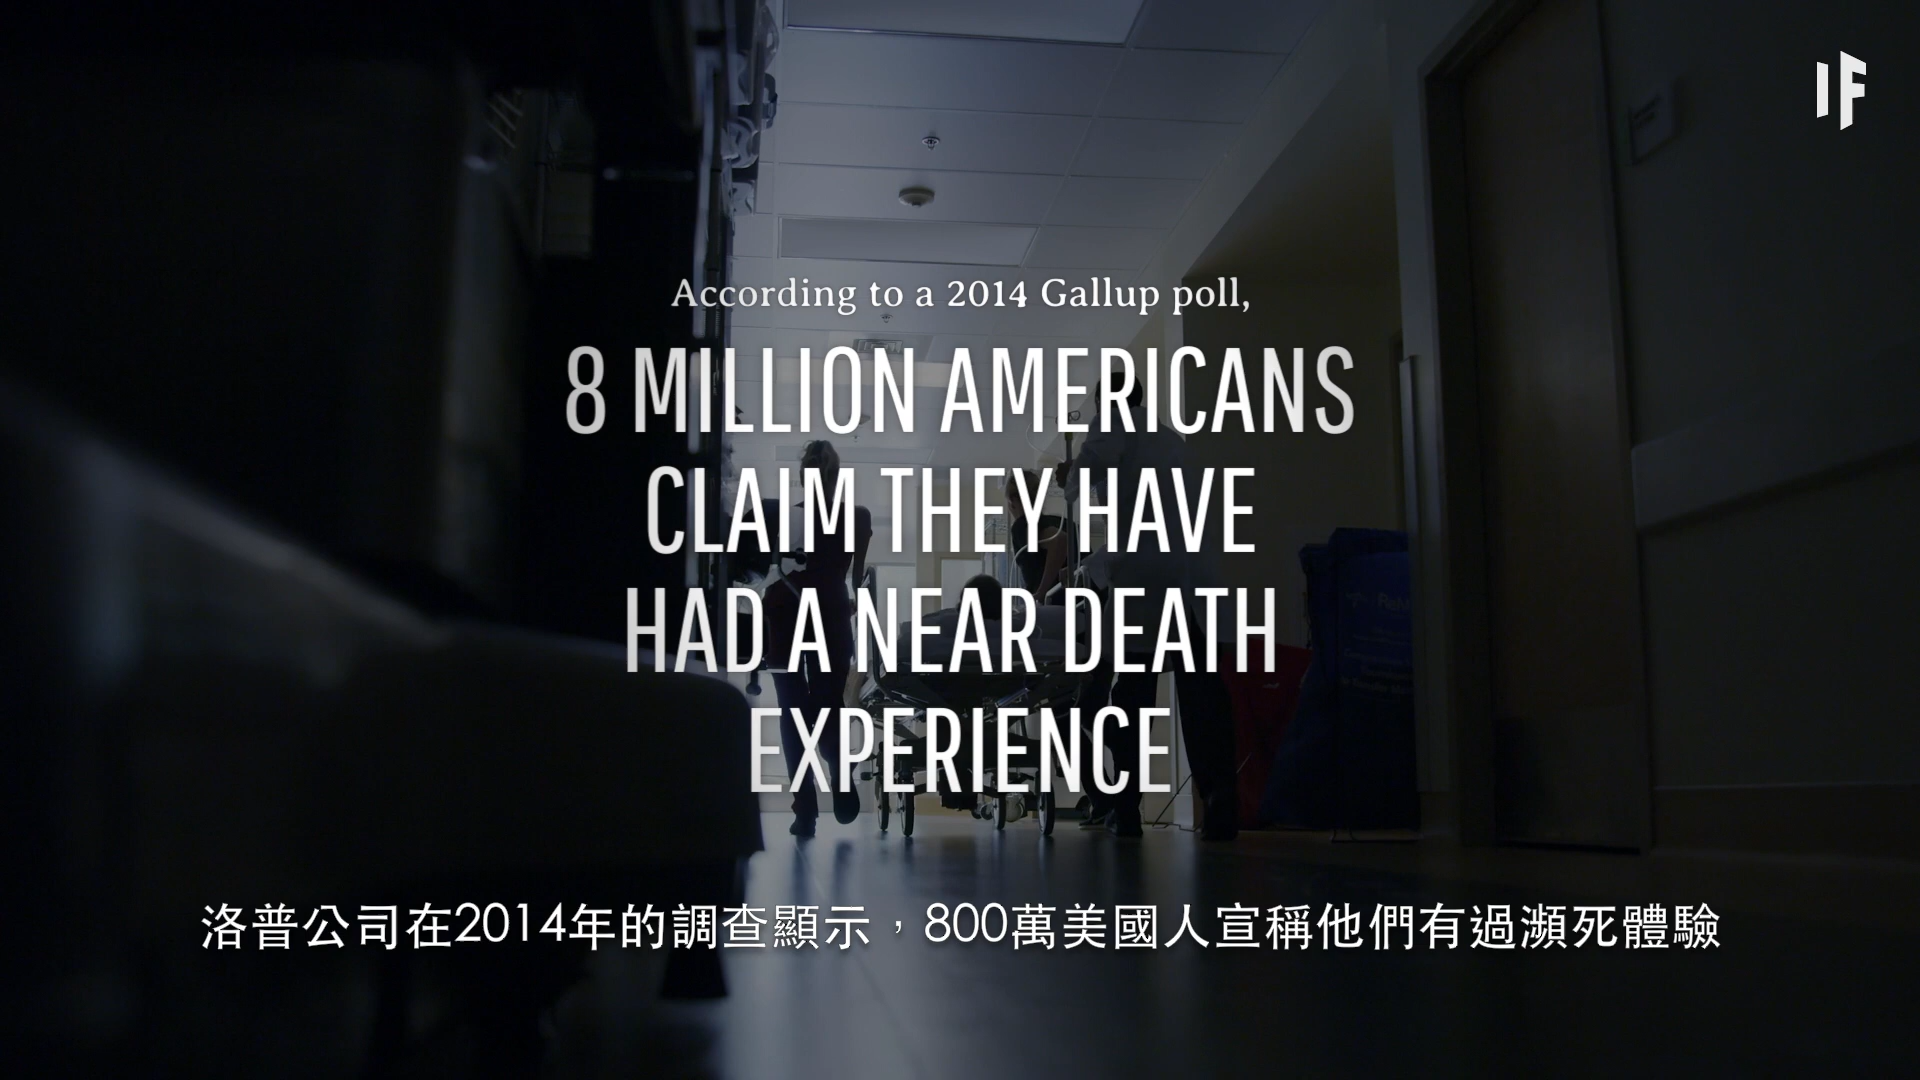 IF
According to a 2014 Gallup poll,
8 MILLION AMERICANS
CLAIM THEY HAVE
HAD A NEAR DEATH
EXPERIENCE
洛普公司在2014年的調查顯示，800萬美國人宣稱他們有過瀕死體驗